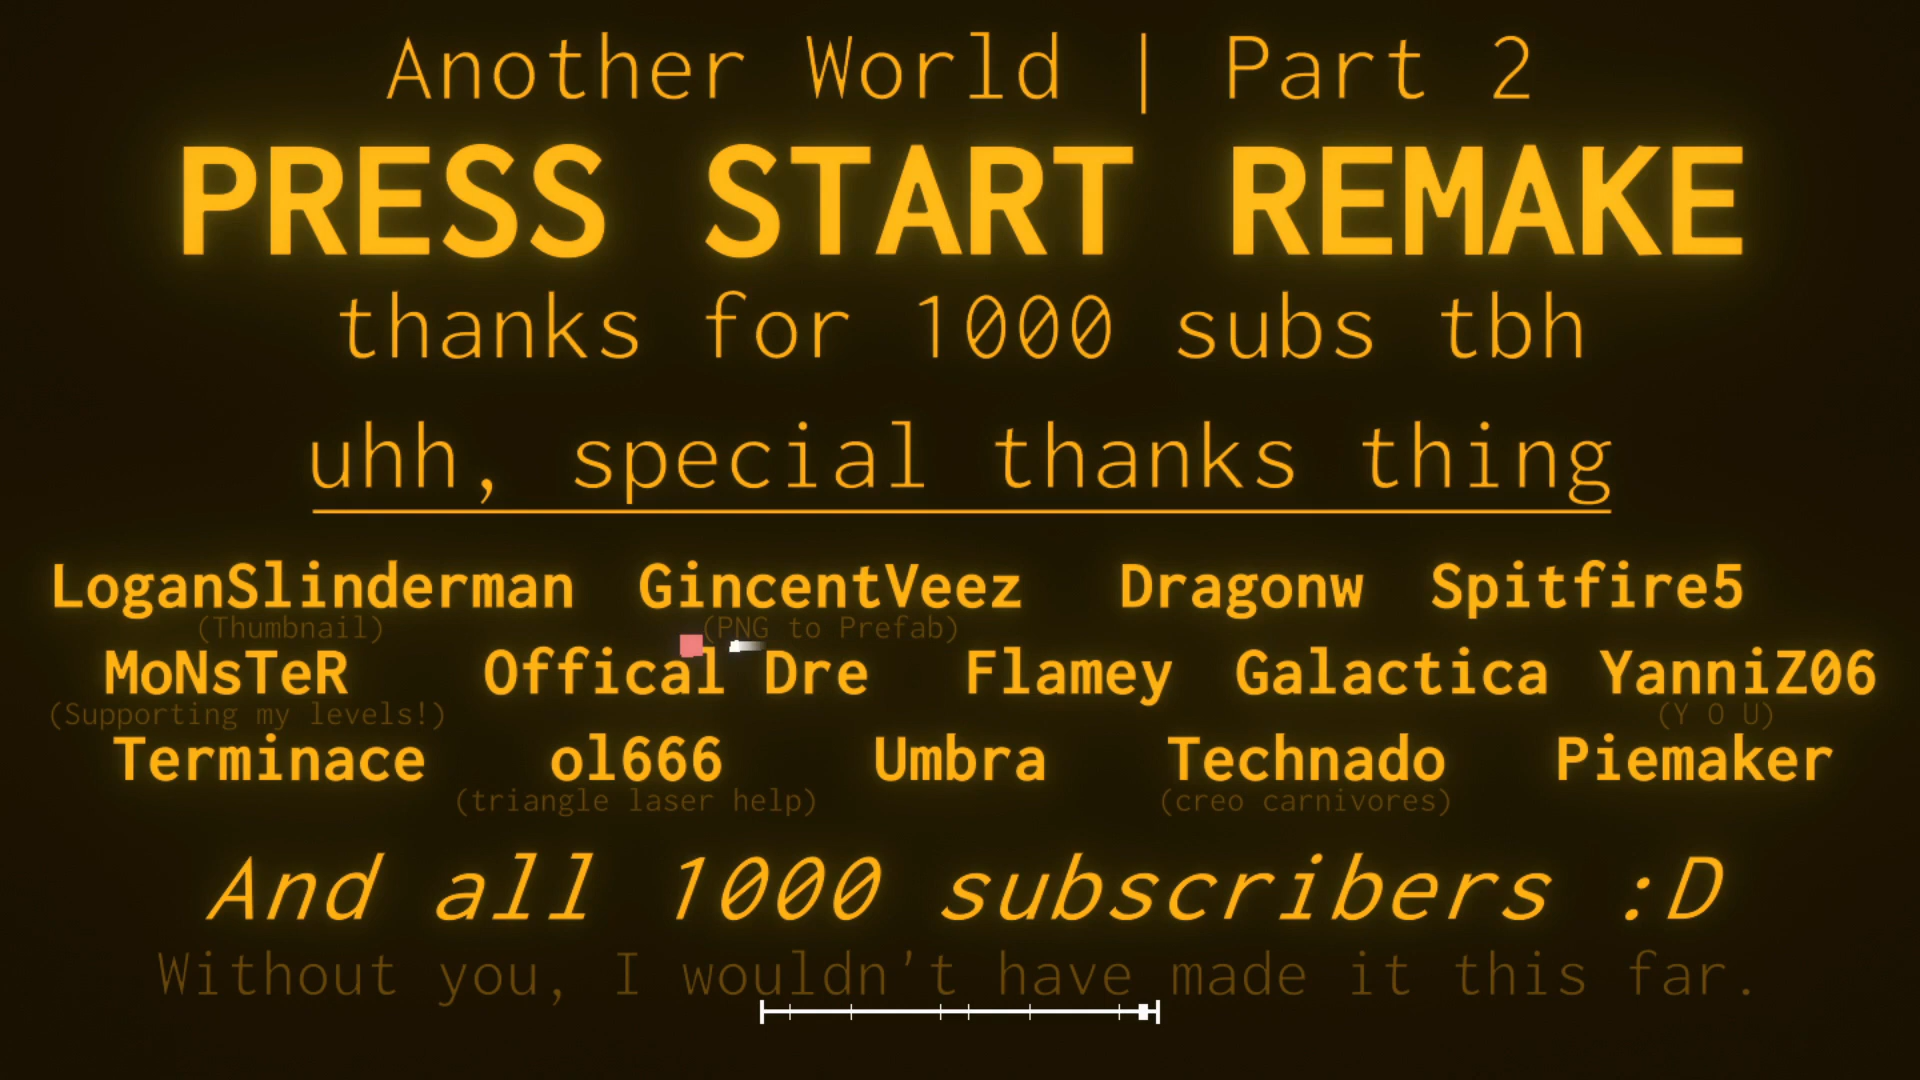 Another World | Part 2
PRESS START REMAKE
thanks for 1000 subs tbh
uhh, special thanks thing
LoganSlinderman GincentVeez Dragonw Spitfire5
(Thumbnail) (PNG to Prefab)
MoNsTeR Offical Dre Flamey Galactica YanniZ06
(Supporting my levels!) (Y O U)
Terminace ol666 Umbra Technado Piemaker
(triangle laser help) (creo carnivores)
And all 1000 subscribers :D
Without you, I wouldn't have made it this far.